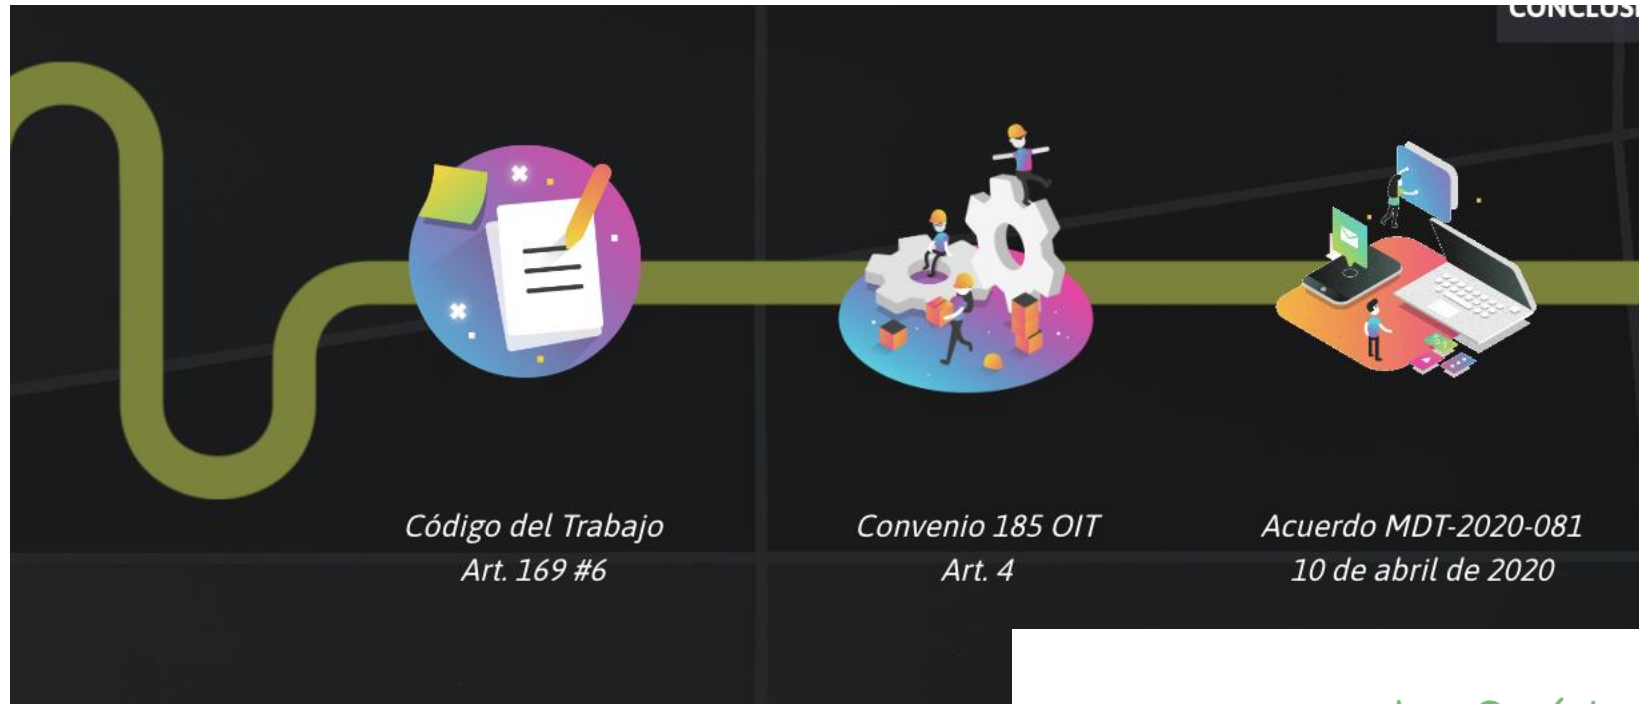 Código del Trabajo
Art. 169 #6
Convenio 185 OIT
Art. 4
Acuerdo MDT-2020-081
10 de abril de 2020